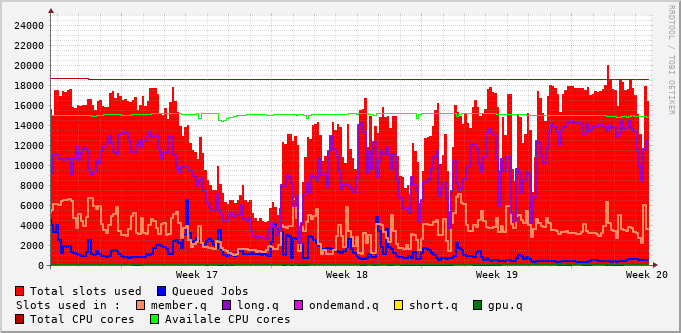 RRDTOOL / TOBI OETIKER
24000
22000
20000
18000
16000
14000
12000
10000
8000
6000
4000
2000
0
Week 17 Week 18 Week 19 Week 20
Total slots used Queued Jobs
Slots used in : member.q long.q ondemand.q short.q gpu.q
Total CPU cores Availale CPU cores